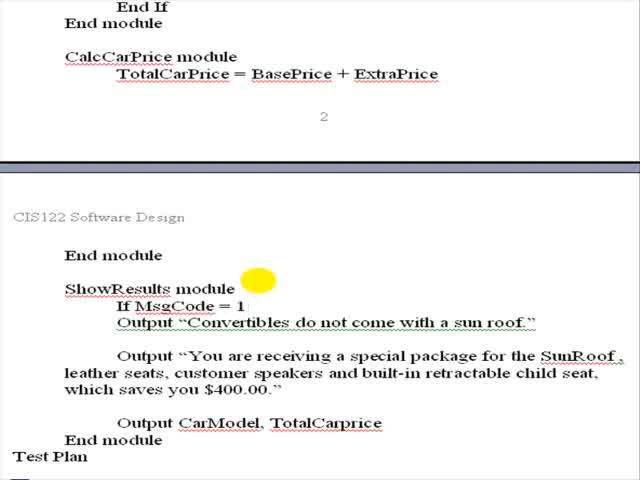 End If
End module
CalcCarPrice module
TotalCarPrice = BasePrice + ExtraPrice
2
CIS122 Software Design
End module
ShowResults module
If MsgCode = 1
Output “Convertibles do not come with a sun roof.”
Output “You are receiving a special package for the SunRoof ,
leather seats, customer speakers and built-in retractable child seat,
which saves you $400.00.”
Output CarModel, TotalCarprice
End module
Test Plan